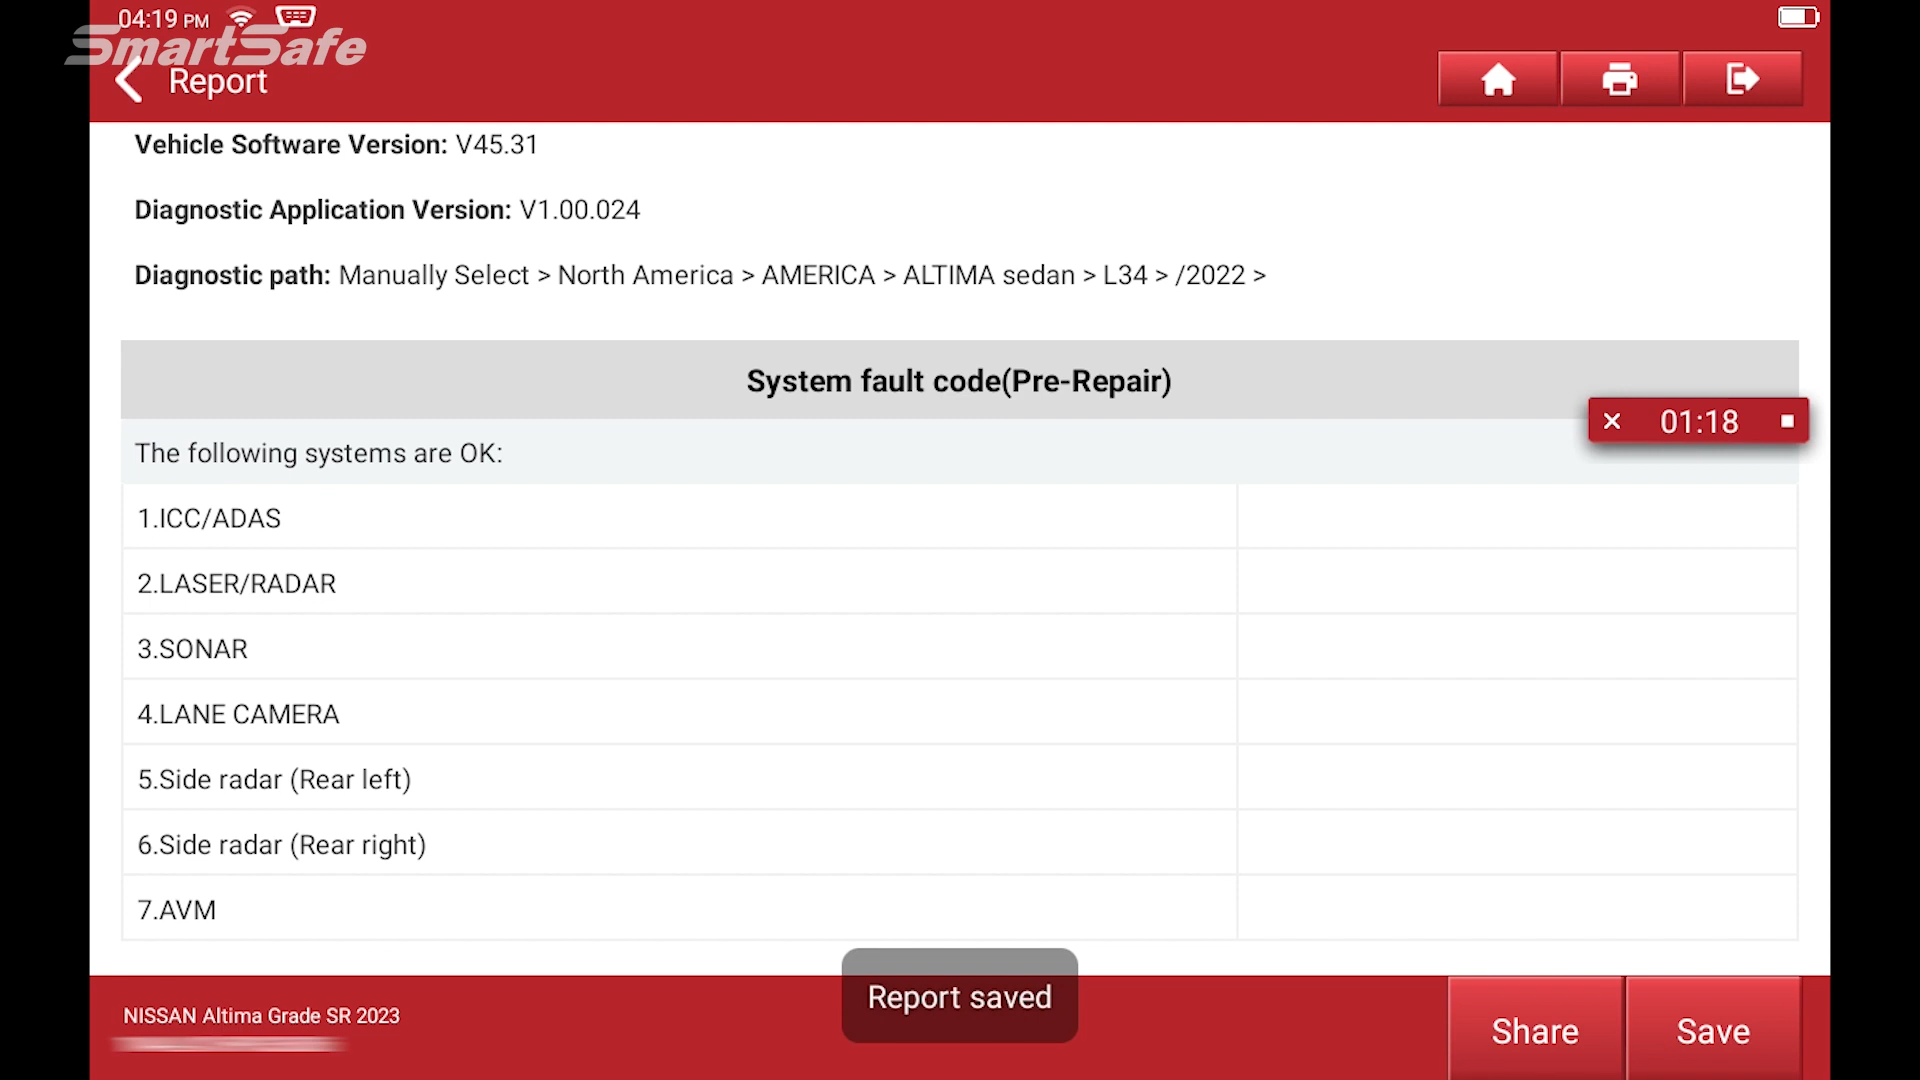 04:19 PM
SmartSafe
Report
Vehicle Software Version: V45.31
Diagnostic Application Version: V1.00.024
Diagnostic path: Manually Select > North America > AMERICA > ALTIMA sedan > L34 > /2022 >
System fault code(Pre-Repair)
01:18
The following systems are OK:
1.ICC/ADAS
2.LASER/RADAR
3.SONAR
4.LANE CAMERA
5.Side radar (Rear left)
6.Side radar (Rear right)
7.AVM
Report saved
NISSAN Altima Grade SR 2023
Share
Save